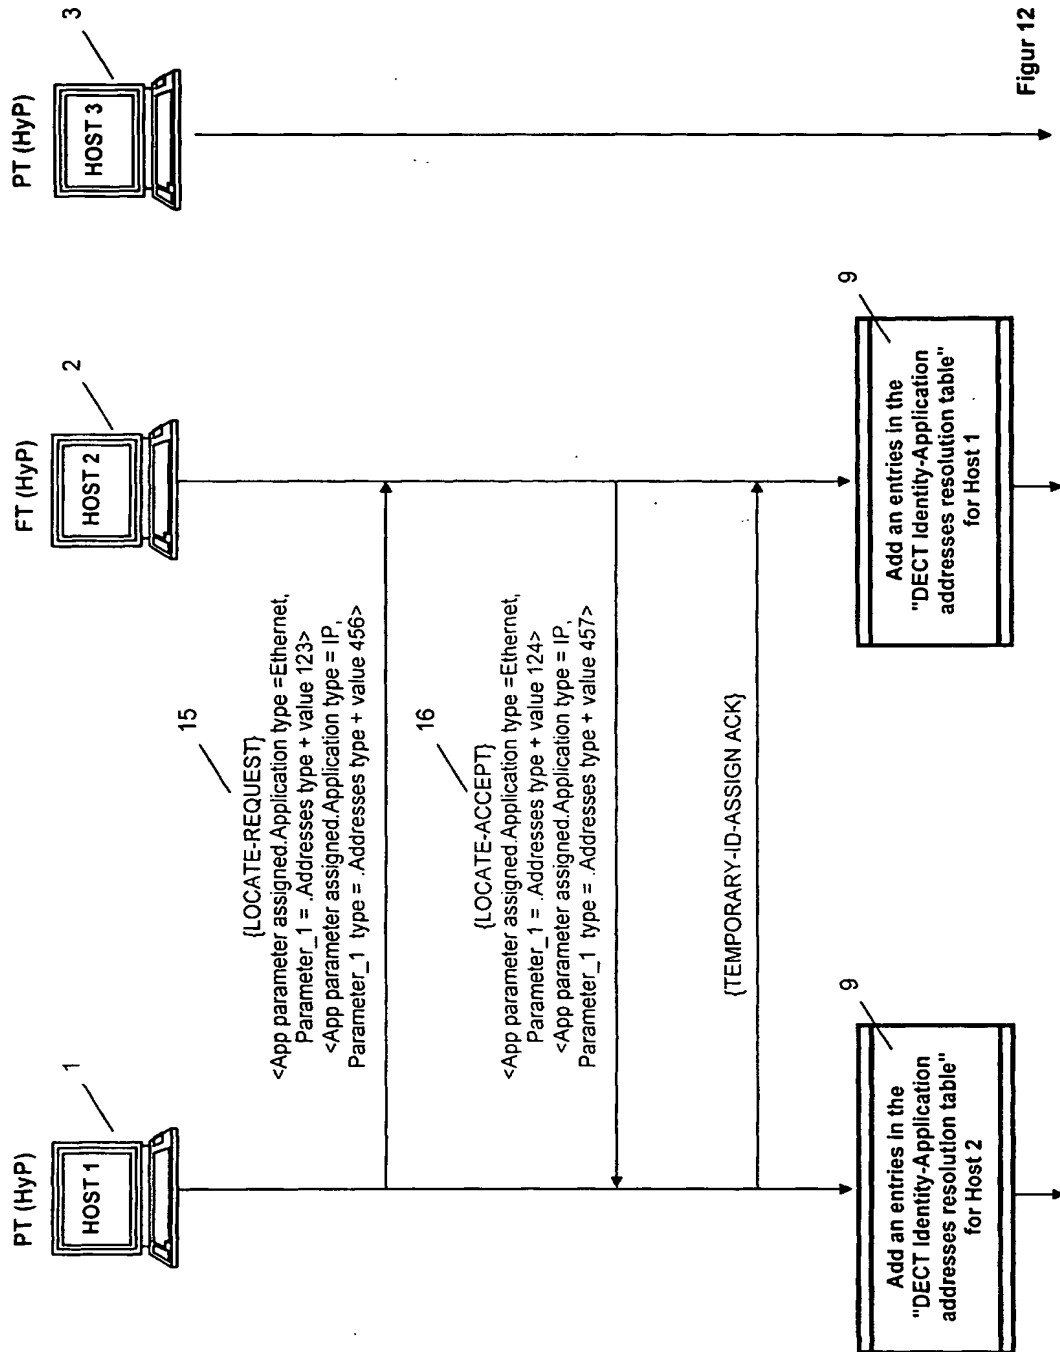 PT (HyP)
HOST 1
1
FT (HyP)
HOST 2
2
PT (HyP)
HOST 3
3
15
{LOCATE-REQUEST}
<App parameter assigned.Application type =Ethernet,
Parameter_1 = .Addresses type + value 123>
<App parameter assigned.Application type = IP,
Parameter_1 type = .Addresses type + value 456>
16
{LOCATE-ACCEPT}
<App parameter assigned.Application type =Ethernet,
Parameter_1 = .Addresses type + value 124>
<App parameter assigned.Application type = IP,
Parameter_1 type = .Addresses type + value 457>
{TEMPORARY-ID-ASSIGN ACK}
9
Add an entries in the
"DECT Identity-Application
addresses resolution table"
for Host 2
9
Add an entries in the
"DECT Identity-Application
addresses resolution table"
for Host 1
Figur 12